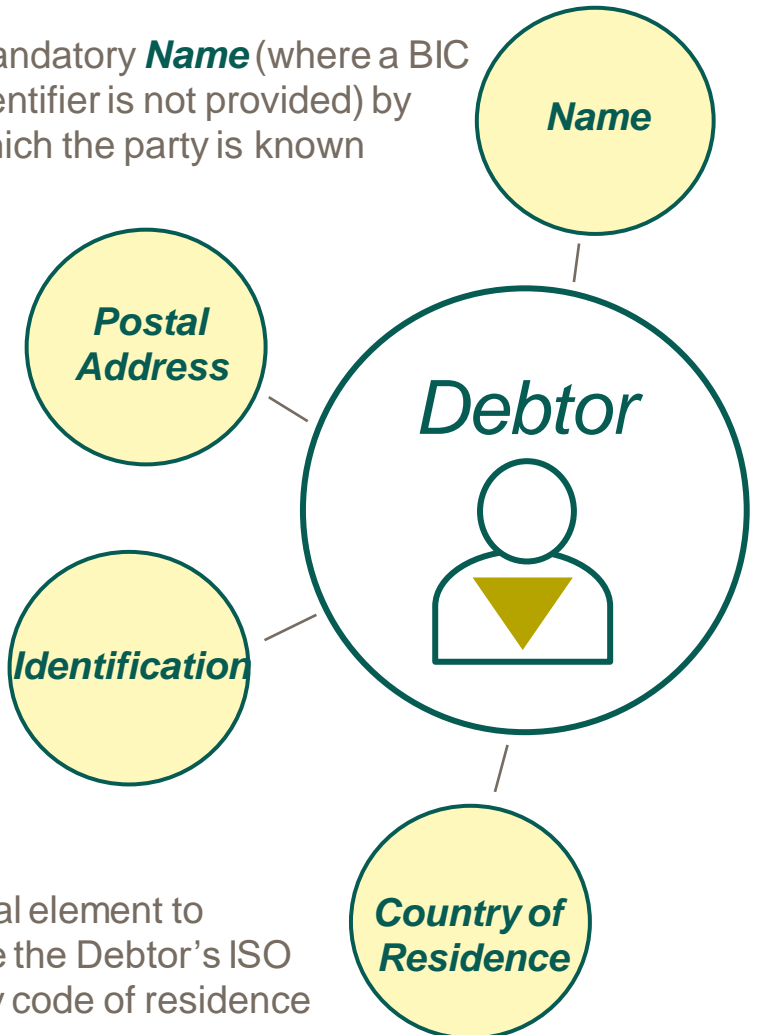 andatory Name (where a BIC
entifier is not provided) by
hich the party is known
Name
Postal
Address
Debtor
Identification
al element to
e the Debtor's ISO
y code of residence
Country of
Residence